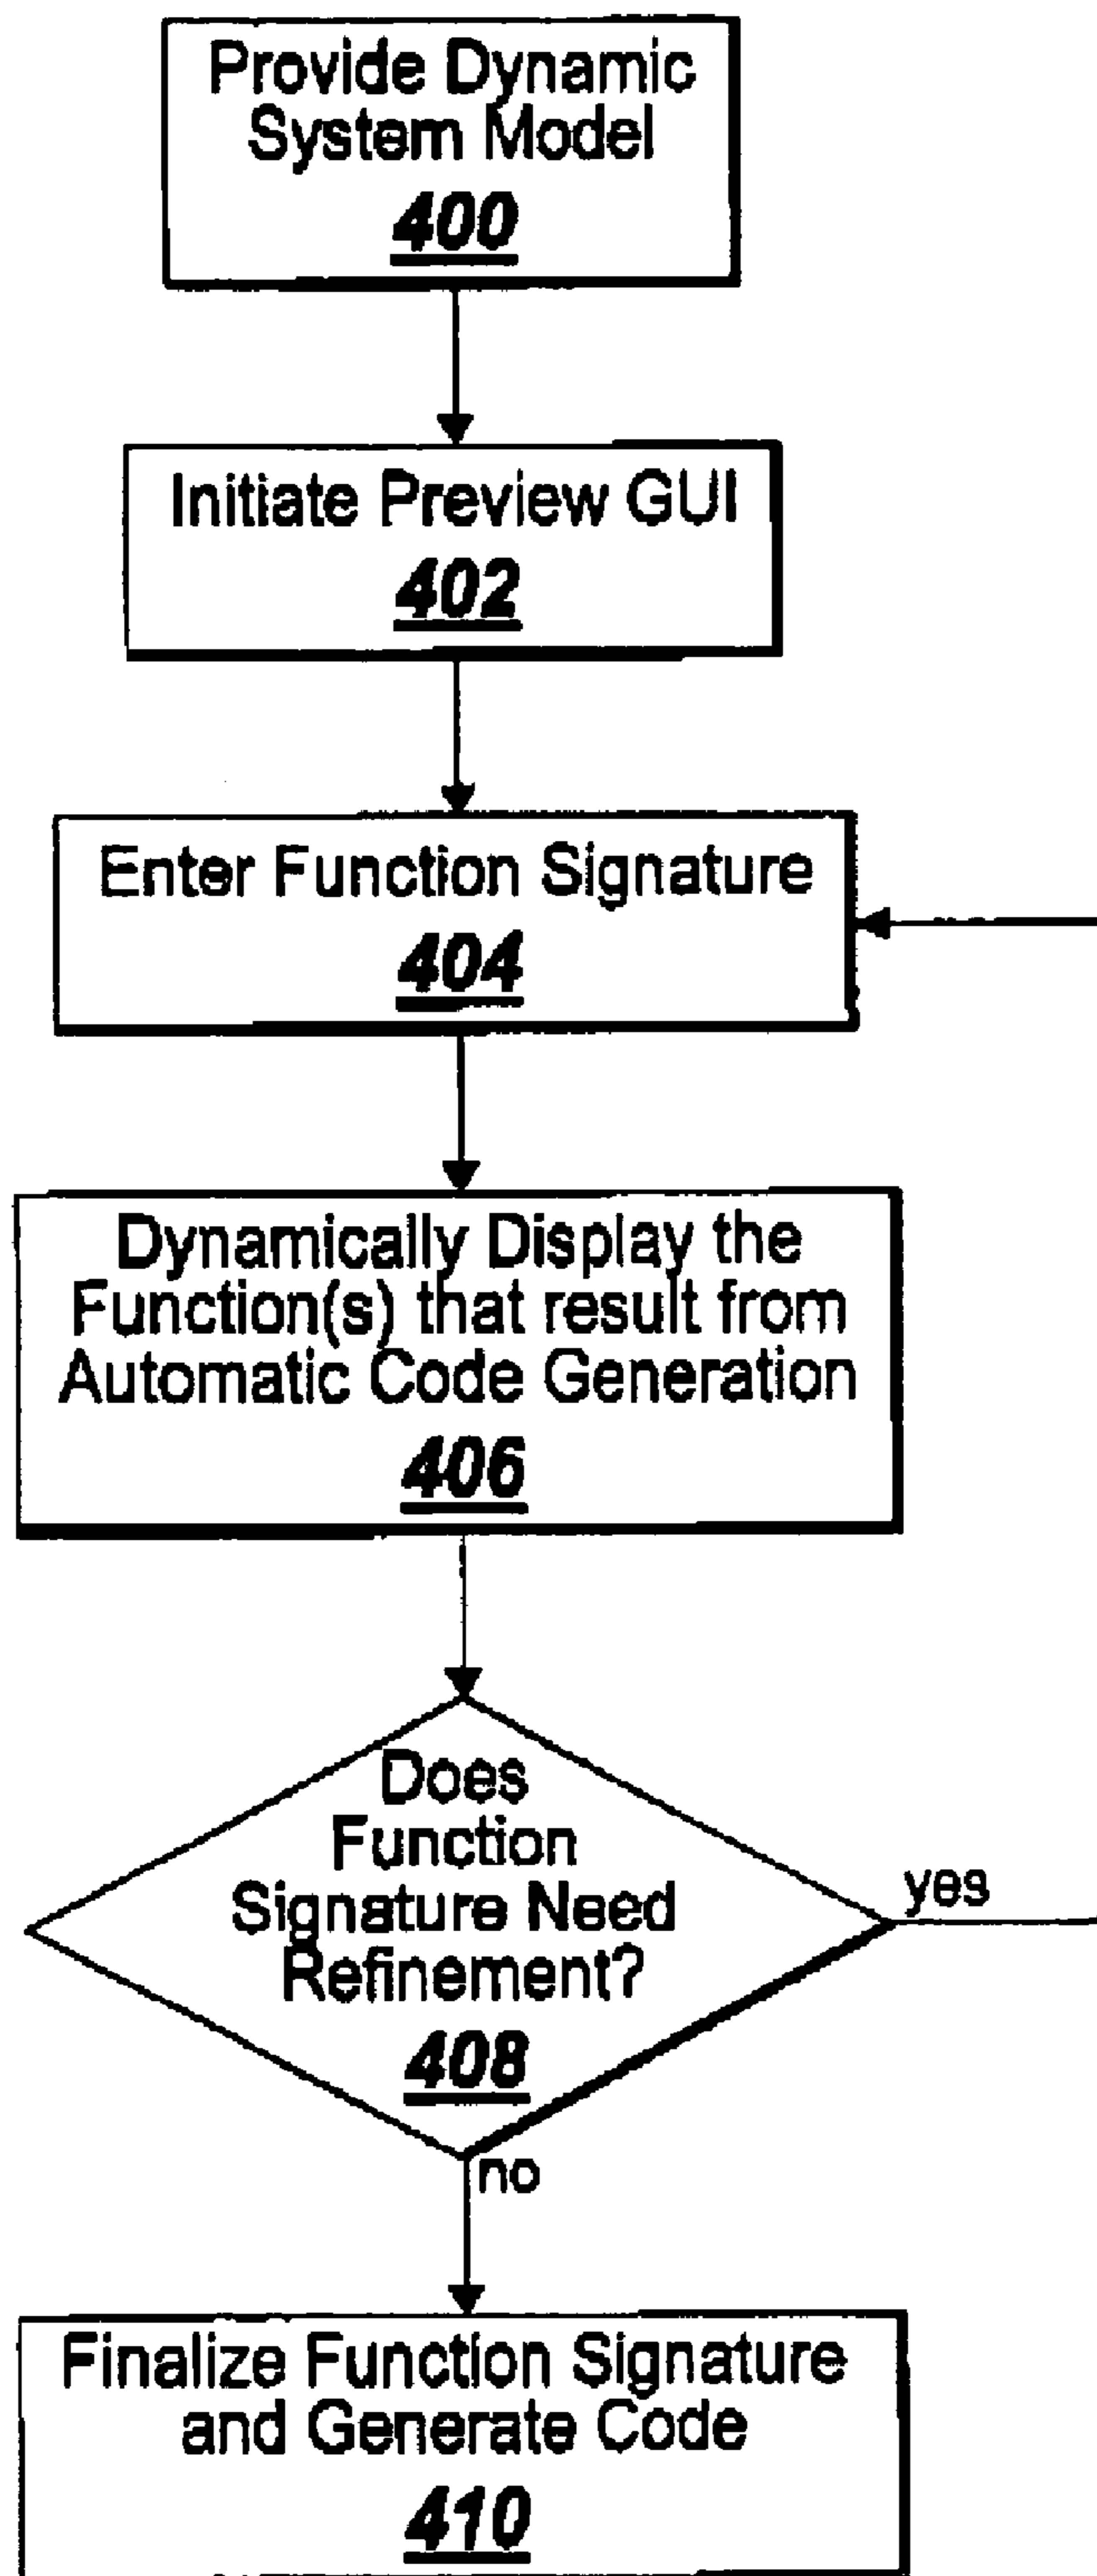 Provide Dynamic
System Model
400
Initiate Preview GUI
402
Enter Function Signature
404
Dynamically Display the
Function(s) that result from
Automatic Code Generation
406
Does
Function
Signature Need
Refinement?
408
yes
no
Finalize Function Signature
and Generate Code
410